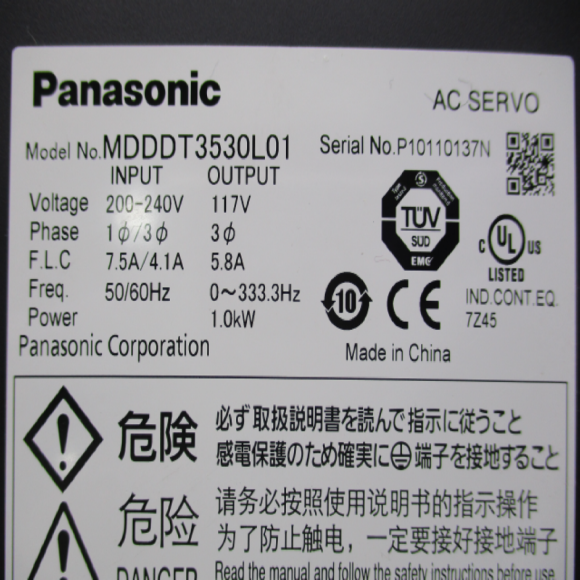 Panasonic
AC SERVO
Model No. MDDDT3530L01 Serial No. P10110137N
INPUT OUTPUT
Voltage 200-240V 117V
Phase 1φ/3φ 3φ
F.L.C 7.5A/4.1A 5.8A
Freq. 50/60Hz 0～333.3Hz
Power 1.0kW
Panasonic Corporation
TÜV
SÜD
EMC
C UL US
LISTED
IND.CONT.EQ.
7Z45
10
CE
Made in China
危険 必ず取扱説明書を読んで指示に従うこと
感電保護のため確実に⏚端子を接地すること
危险 请务必按照使用说明书的指示操作
为了防止触电，一定要接好接地端子
DANGER Read the manual and follow the safety instructions before use.